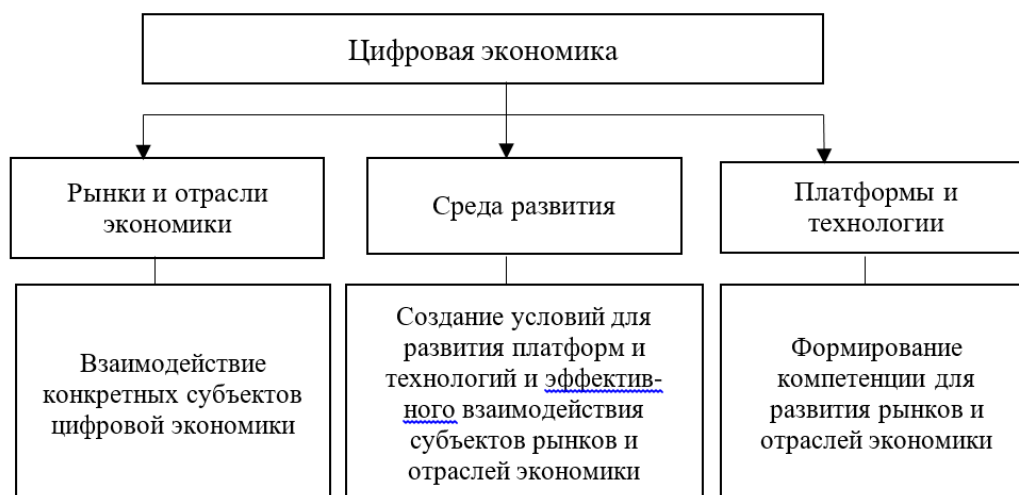 Цифровая экономика
Рынки и отрасли
экономики
Среда развития
Платформы и
технологии
Взаимодействие
конкретных субъектов
цифровой экономики
Создание условий для
развития платформ и
технологий и эффектив-
ного взаимодействия
субъектов рынков и
отраслей экономики
Формирование
компетенции для
развития рынков и
отраслей экономики